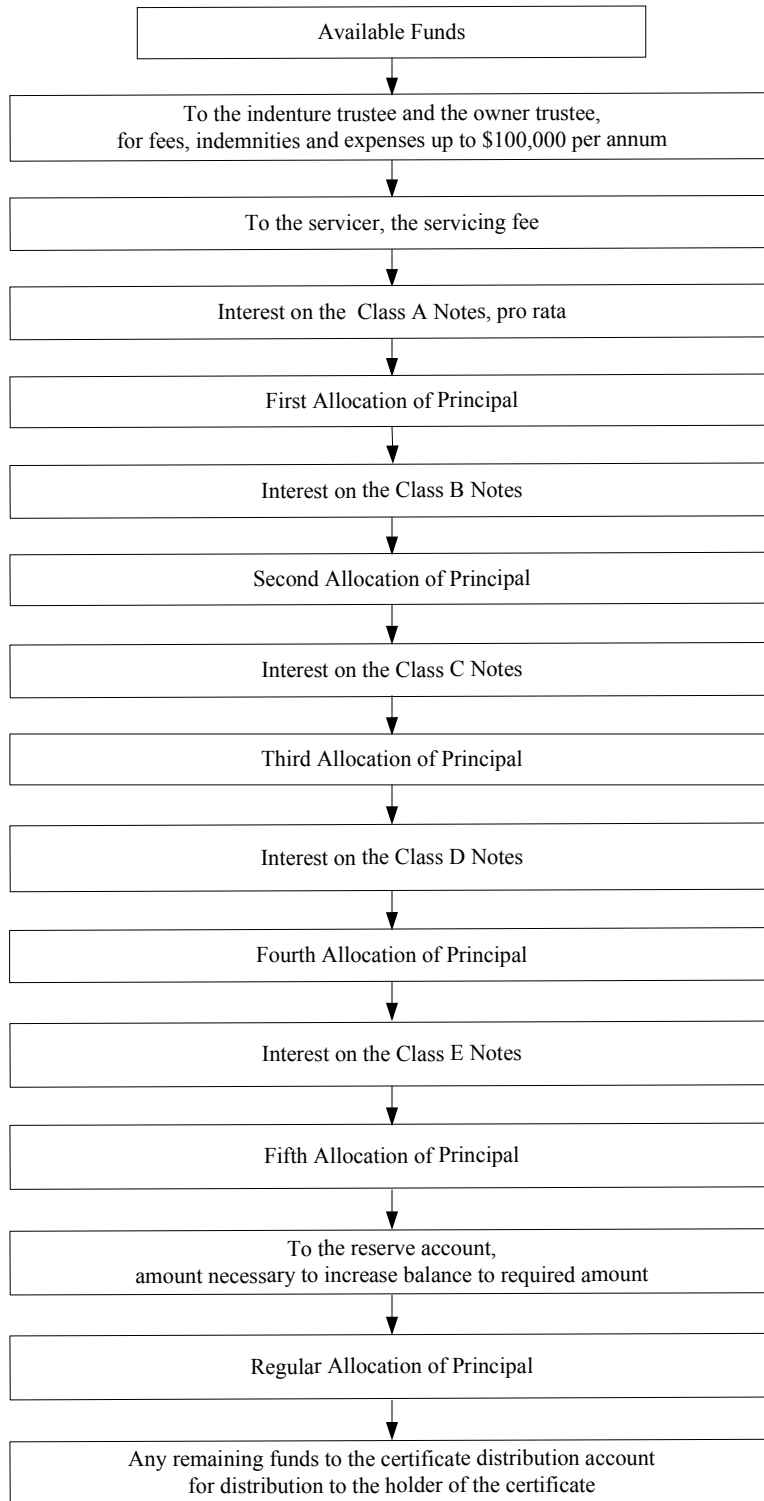 Available Funds
To the indenture trustee and the owner trustee,
for fees, indemnities and expenses up to $100,000 per annum
To the servicer, the servicing fee
Interest on the Class A Notes, pro rata
First Allocation of Principal
Interest on the Class B Notes
Second Allocation of Principal
Interest on the Class C Notes
Third Allocation of Principal
Interest on the Class D Notes
Fourth Allocation of Principal
Interest on the Class E Notes
Fifth Allocation of Principal
To the reserve account,
amount necessary to increase balance to required amount
Regular Allocation of Principal
Any remaining funds to the certificate distribution account
for distribution to the holder of the certificate